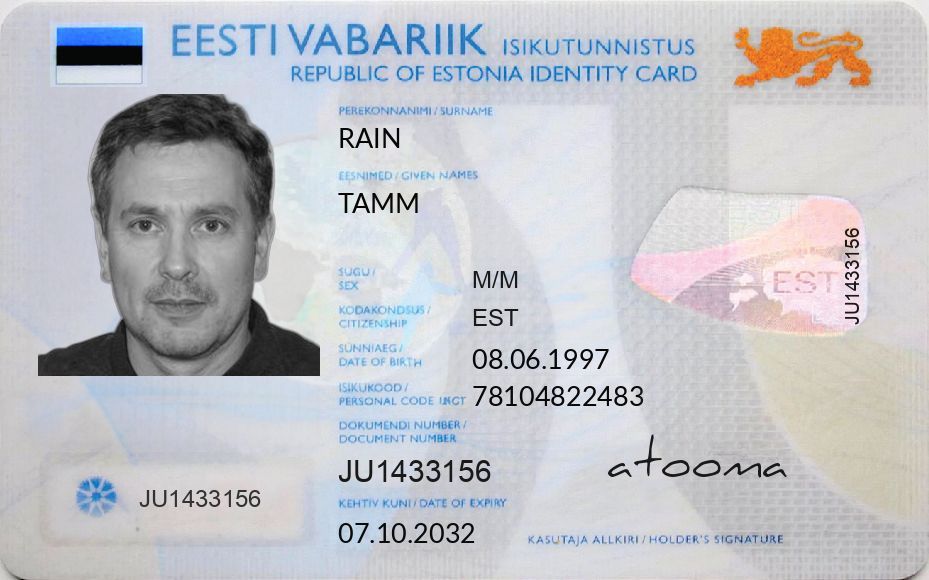 EESTI VABARIIK ISIKUTUNNISTUS
REPUBLIC OF ESTONIA IDENTITY CARD
PEREKONNANIMI / SURNAME
RAIN
EESNIMED / GIVEN NAMES
TAMM
SUGU /
SEX
M/M
KODAKONDSUS /
CITIZENSHIP
EST
SÜNNIAEG /
DATE OF BIRTH
08.06.1997
ISIKUKOOD /
PERSONAL CODE
78104822483
DOKUMENDI NUMBER /
DOCUMENT NUMBER
JU1433156
KEHTIV KUNI / DATE OF EXPIRY
07.10.2032
JU1433156
EST
JU1433156
atooma
KASUTAJA ALLKIRI / HOLDER'S SIGNATURE